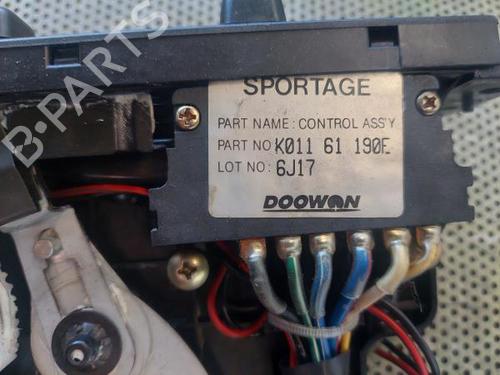 SPORTAGE
PART NAME : CONTROL ASS'Y
PART NO K011 61 190E
LOT NO : 6J17
DOOWON
B-PARTS